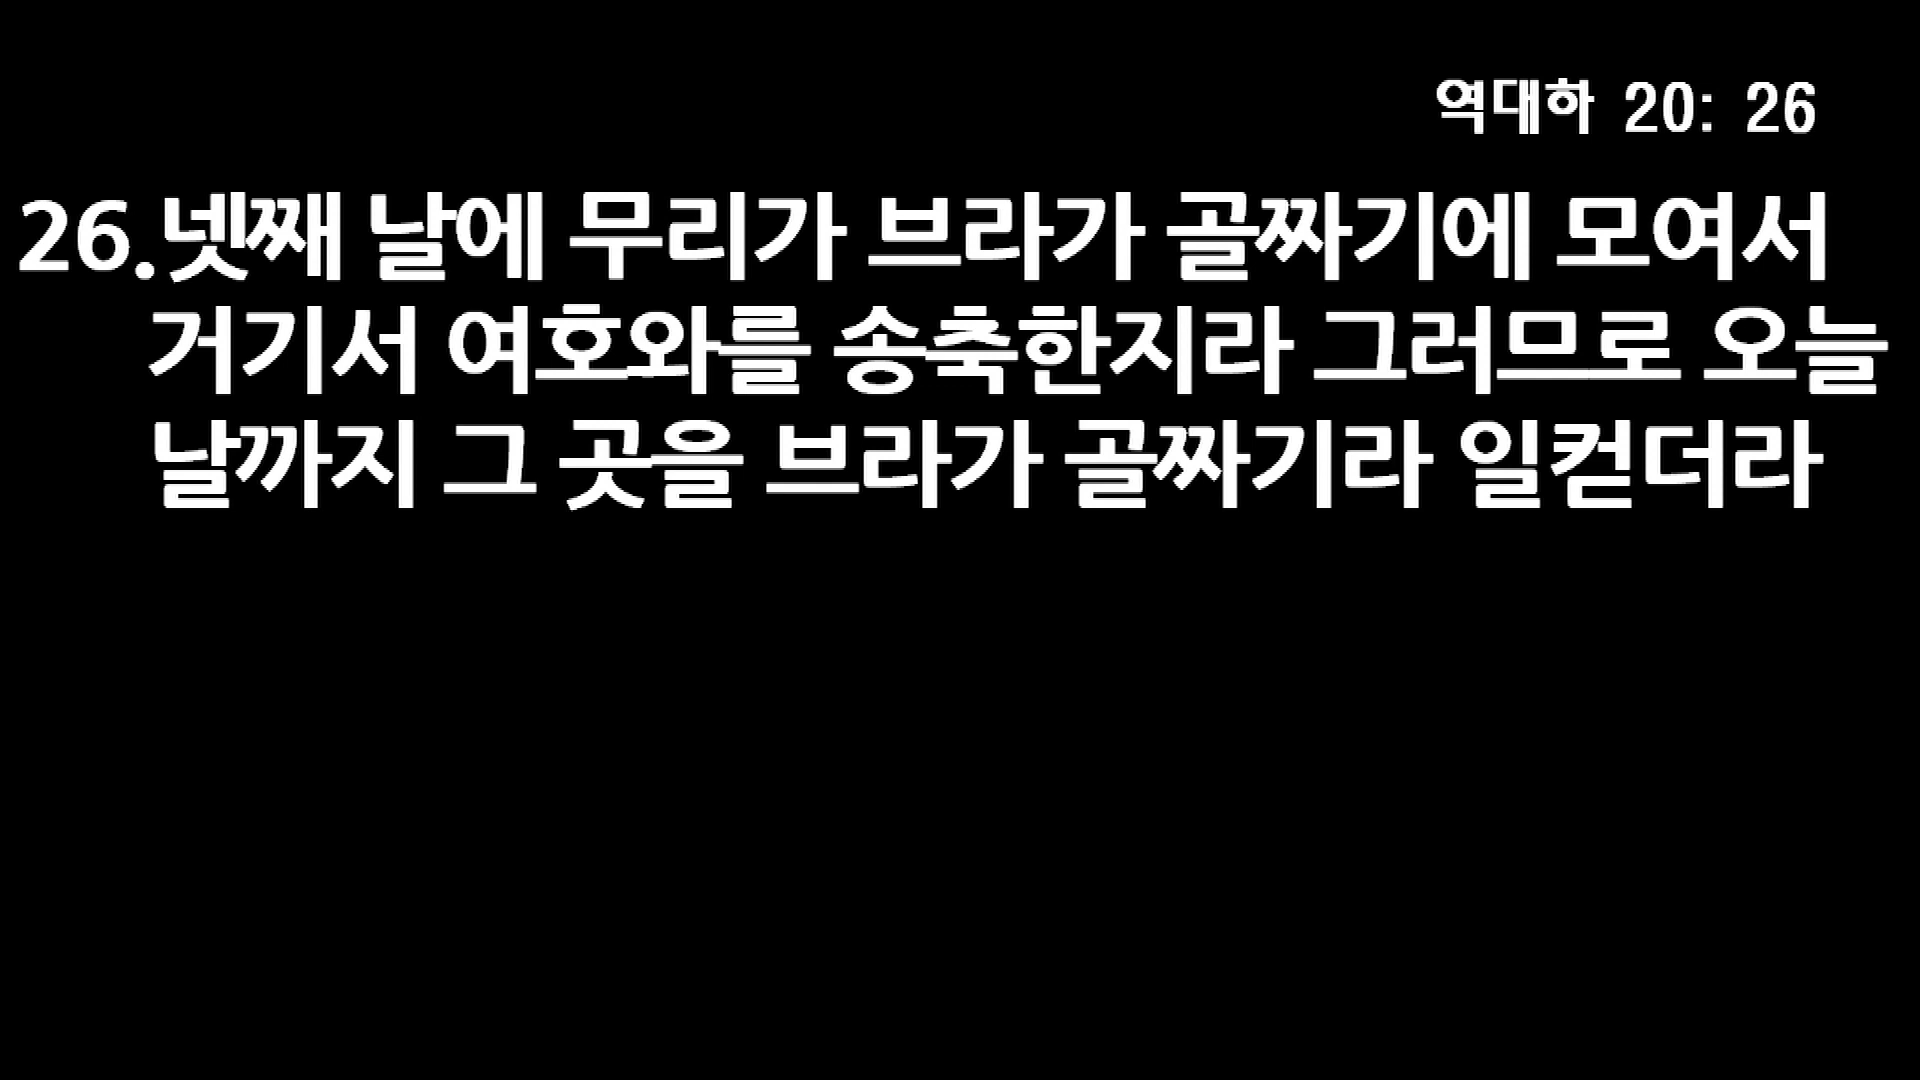 역대하 20: 26
26.넷째 날에 무리가 브라가 골짜기에 모여서
거기서 여호와를 송축한지라 그러므로 오늘
날까지 그 곳을 브라가 골짜기라 일컫더라